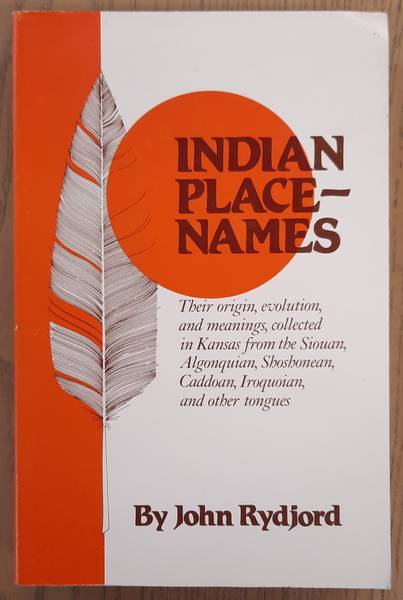 INDIAN
PLACE–
NAMES
Their origin, evolution,
and meanings, collected
in Kansas from the Siouan,
Algonquian, Shoshonean,
Caddoan, Iroquoian,
and other tongues
By John Rydjord